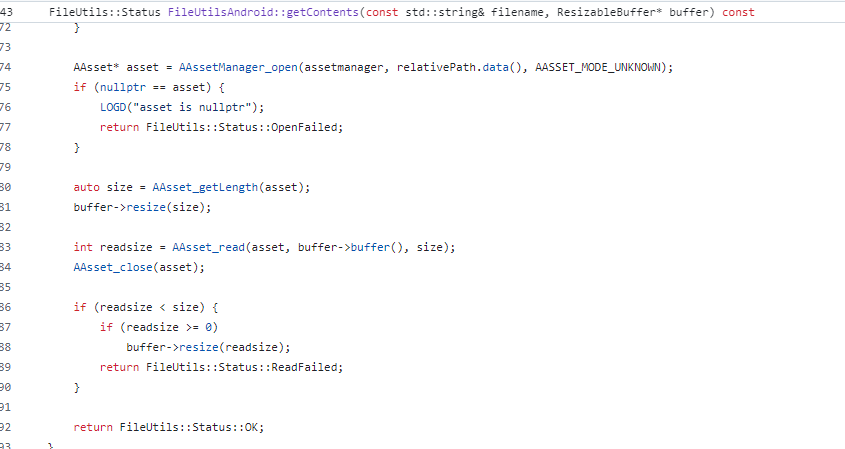 43 FileUtils::Status FileUtilsAndroid::getContents(const std::string& filename, ResizableBuffer* buffer) const
72 }
73
74 AAsset* asset = AAssetManager_open(assetmanager, relativePath.data(), AASSET_MODE_UNKNOWN);
75 if (nullptr == asset) {
76 LOGD("asset is nullptr");
77 return FileUtils::Status::OpenFailed;
78 }
79
80 auto size = AAsset_getLength(asset);
81 buffer->resize(size);
82
83 int readsize = AAsset_read(asset, buffer->buffer(), size);
84 AAsset_close(asset);
85
86 if (readsize < size) {
87 if (readsize >= 0)
88 buffer->resize(readsize);
89 return FileUtils::Status::ReadFailed;
90 }
91
92 return FileUtils::Status::OK;
93 }